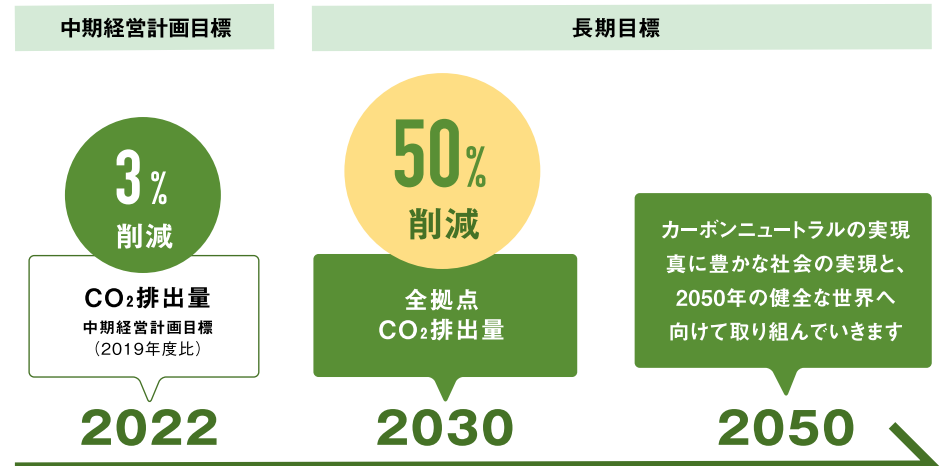 中期経営計画目標
長期目標
3%
削減
CO₂排出量
中期経営計画目標
（2019年度比）
2022
50%
削減
全拠点
CO₂排出量
2030
カーボンニュートラルの実現
真に豊かな社会の実現と、
2050年の健全な世界へ
向けて取り組んでいきます
2050